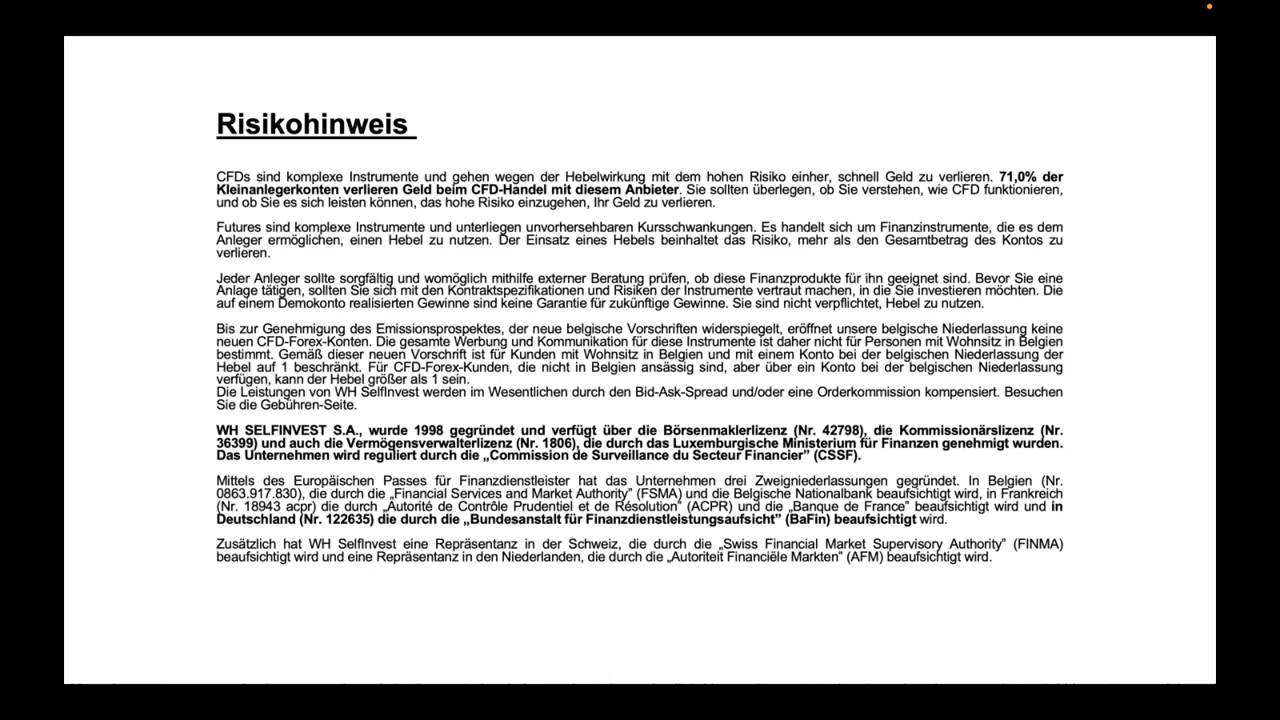 Risikohinweis
CFDs sind komplexe Instrumente und gehen wegen der Hebelwirkung mit dem hohen Risiko einher, schnell Geld zu verlieren. 71,0% der
Kleinanlegerkonten verlieren Geld beim CFD-Handel mit diesem Anbieter. Sie sollten überlegen, ob Sie verstehen, wie CFD funktionieren,
und ob Sie es sich leisten können, das hohe Risiko einzugehen, Ihr Geld zu verlieren.
Futures sind komplexe Instrumente und unterliegen unvorhersehbaren Kursschwankungen. Es handelt sich um Finanzinstrumente, die es dem
Anleger ermöglichen, einen Hebel zu nutzen. Der Einsatz eines Hebels beinhaltet das Risiko, mehr als den Gesamtbetrag des Kontos zu
verlieren.
Jeder Anleger sollte sorgfältig und womöglich mithilfe externer Beratung prüfen, ob diese Finanzprodukte für ihn geeignet sind. Bevor Sie eine
Anlage tätigen, sollten Sie sich mit den Kontraktspezifikationen und Risiken der Instrumente vertraut machen, in die Sie investieren möchten. Die
auf einem Demokonto realisierten Gewinne sind keine Garantie für zukünftige Gewinne. Sie sind nicht verpflichtet, Hebel zu nutzen.
Bis zur Genehmigung des Emissionsprospektes, der neue belgische Vorschriften widerspiegelt, eröffnet unsere belgische Niederlassung keine
neuen CFD-Forex-Konten. Die gesamte Werbung und Kommunikation für diese Instrumente ist daher nicht für Personen mit Wohnsitz in Belgien
bestimmt. Gemäß dieser neuen Vorschrift ist für Kunden mit Wohnsitz in Belgien und mit einem Konto bei der belgischen Niederlassung der
Hebel auf 1 beschränkt. Für CFD-Forex-Kunden, die nicht in Belgien ansässig sind, aber über ein Konto bei der belgischen Niederlassung
verfügen, kann der Hebel größer als 1 sein.
Die Leistungen von WH SelfInvest werden im Wesentlichen durch den Bid-Ask-Spread und/oder eine Orderkommission kompensiert. Besuchen
Sie die Gebühren-Seite.
WH SELFINVEST S.A., wurde 1998 gegründet und verfügt über die Börsenmaklerlizenz (Nr. 42798), die Kommissionärslizenz (Nr.
36399) und auch die Vermögensverwalterlizenz (Nr. 1806), die durch das Luxemburgische Ministerium für Finanzen genehmigt wurden.
Das Unternehmen wird reguliert durch die „Commission de Surveillance du Secteur Financier” (CSSF).
Mittels des Europäischen Passes für Finanzdienstleister hat das Unternehmen drei Zweigniederlassungen gegründet. In Belgien (Nr.
0863.917.830), die durch die „Financial Services and Market Authority” (FSMA) und die Belgische Nationalbank beaufsichtigt wird, in Frankreich
(Nr. 18943 acpr) die durch „Autorité de Contrôle Prudentiel et de Résolution” (ACPR) und die „Banque de France” beaufsichtigt wird und in
Deutschland (Nr. 122635) die durch die „Bundesanstalt für Finanzdienstleistungsaufsicht” (BaFin) beaufsichtigt wird.
Zusätzlich hat WH SelfInvest eine Repräsentanz in der Schweiz, die durch die „Swiss Financial Market Supervisory Authority” (FINMA)
beaufsichtigt wird und eine Repräsentanz in den Niederlanden, die durch die „Autoriteit Financiële Markten” (AFM) beaufsichtigt wird.